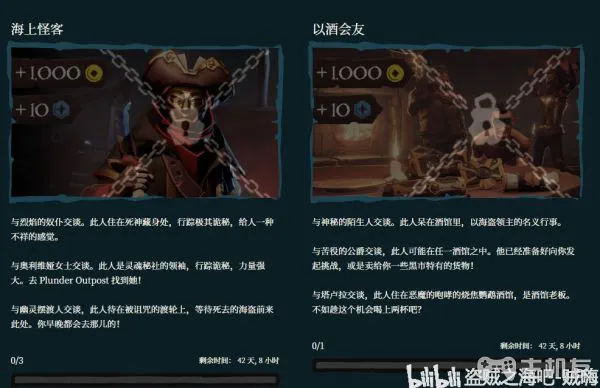 海上怪客
+1,000
+10
与烈焰的奴仆交谈。此人住在死神藏身处，行踪极其诡秘，给人一种
不祥的感觉。
与奥利维娅女士交谈。此人是灵魂秘社的领袖，行踪诡秘，力量强
大。去 Plunder Outpost 找到她！
与幽灵摆渡人交谈，此人待在被诅咒的渡轮上，等待死去的海盗前来
此处。你早晚都会去那儿的！
0/3
剩余时间： 42 天, 8 小时
以酒会友
+1,000
+10
与神秘的陌生人交谈。此人呆在酒馆里，以海盗领主的名义行事。
与苦役的公爵交谈，此人可能在任一酒馆之中。他已经准备好向你发
起挑战，或是卖给你一些黑市特有的货物！
与塔卢拉交谈，此人住在恶魔的咆哮的烧焦鹦鹉酒馆，是酒馆老板。
不如趁这个机会喝上两杯吧？
0/1
剩余时间： 42 天, 8 小时
bilibili 盗贼之海吧-贼嗨
主机友